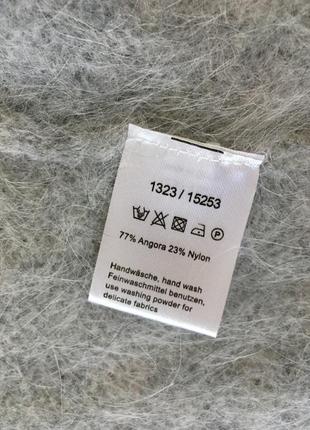 1323 / 15253
77% Angora 23% Nylon
Handwäsche, hand wash
Feinwaschmittel benutzen,
use washing powder for
delicate fabrics